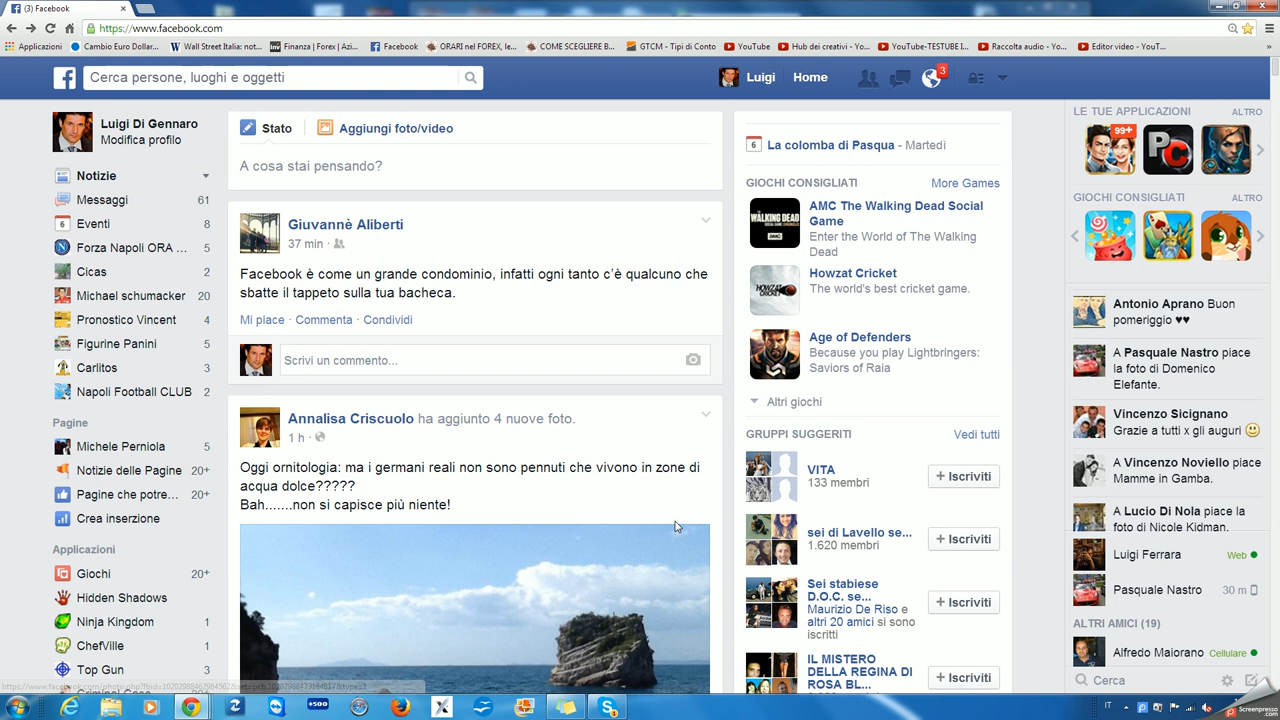 (3) Facebook
https://www.facebook.com
Applicazioni
Cambio Euro Dollar...
Wall Street Italia: not...
Finanza | Forex | Azi...
Facebook
ORARI nel FOREX, le...
COME SCEGLIERE B...
GTCM - Tipi di Conto
YouTube
Hub dei creativi - Yo...
YouTube-TESTUBE I...
Raccolta audio - Yo...
Editor video - YouT...
Cerca persone, luoghi e oggetti
Luigi
Home
3
Luigi Di Gennaro
Modifica profilo
Notizie
Messaggi 61
Eventi 8
Forza Napoli ORA ... 5
Cicas 2
Michael schumacker 20
Pronostico Vincent 4
Figurine Panini 5
Carlitos 3
Napoli Football CLUB 2
Pagine
Michele Perniola 5
Notizie delle Pagine 20+
Pagine che potre... 20+
Crea inserzione
Applicazioni
Giochi 20+
Hidden Shadows
Ninja Kingdom 1
ChefVille 1
Top Gun 3
Stato
Aggiungi foto/video
A cosa stai pensando?
Giuvannè Aliberti
37 min ·
Facebook è come un grande condominio, infatti ogni tanto c'è qualcuno che
sbatte il tappeto sulla tua bacheca.
Mi piace · Commenta · Condividi
Scrivi un commento...
Annalisa Criscuolo ha aggiunto 4 nuove foto.
1 h ·
Oggi ornitologia: ma i germani reali non sono pennuti che vivono in zone di
acqua dolce?????
Bah.......non si capisce più niente!
6 La colomba di Pasqua - Martedì
GIOCHI CONSIGLIATI More Games
AMC The Walking Dead Social
Game
Enter the World of The Walking
Dead
THE WALKING DEAD
AMC
Howzat Cricket
The world's best cricket game.
HOWZAT CRICKET
Age of Defenders
Because you play Lightbringers:
Saviors of Raia
Altri giochi
GRUPPI SUGGERITI Vedi tutti
VITA
133 membri
+ Iscriviti
sei di Lavello se...
1.620 membri
+ Iscriviti
Sei stabiese
D.O.C. se...
Maurizio De Riso e
altri 20 amici si sono
iscritti
+ Iscriviti
IL MISTERO
DELLA REGINA DI
ROSA BL...
+ Iscriviti
LE TUE APPLICAZIONI ALTRO
99+
PC
GIOCHI CONSIGLIATI ALTRO
Antonio Aprano Buon
pomeriggio ♥♥
A Pasquale Nastro piace
la foto di Domenico
Elefante.
Vincenzo Sicignano
Grazie a tutti x gli auguri
A Vincenzo Noviello piace
Mamme in Gamba.
A Lucio Di Nola piace la
foto di Nicole Kidman.
Luigi Ferrara Web
Pasquale Nastro 30 m
ALTRI AMICI (19)
Alfredo Maiorano Cellulare
Cerca
+500
IT
Screenpresso
.com